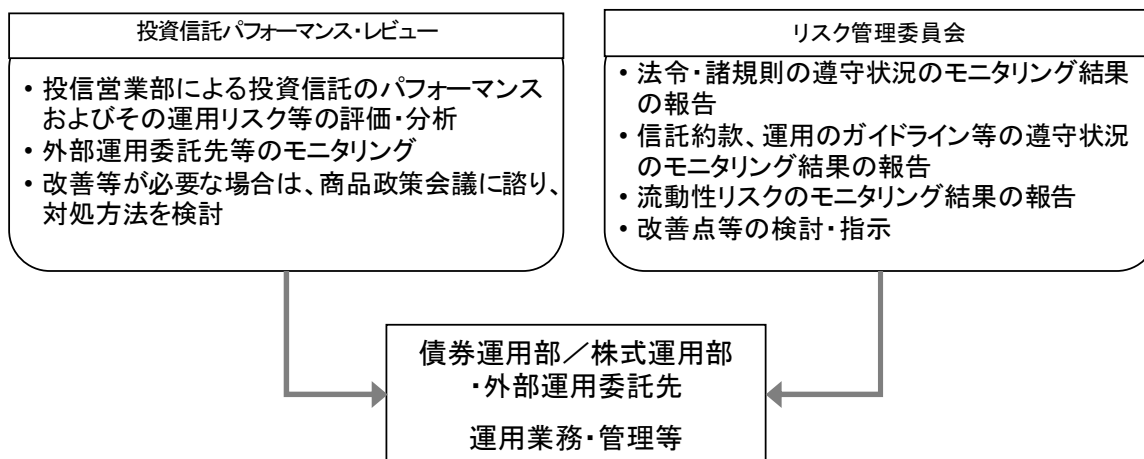 投資信託パフォーマンス・レビュー
• 投信営業部による投資信託のパフォーマンス
およびその運用リスク等の評価・分析
• 外部運用委託先等のモニタリング
• 改善等が必要な場合は、商品政策会議に諮り、
対処方法を検討
リスク管理委員会
• 法令・諸規則の遵守状況のモニタリング結果
の報告
• 信託約款、運用のガイドライン等の遵守状況
のモニタリング結果の報告
• 流動性リスクのモニタリング結果の報告
• 改善点等の検討・指示
債券運用部／株式運用部
・外部運用委託先
運用業務・管理等